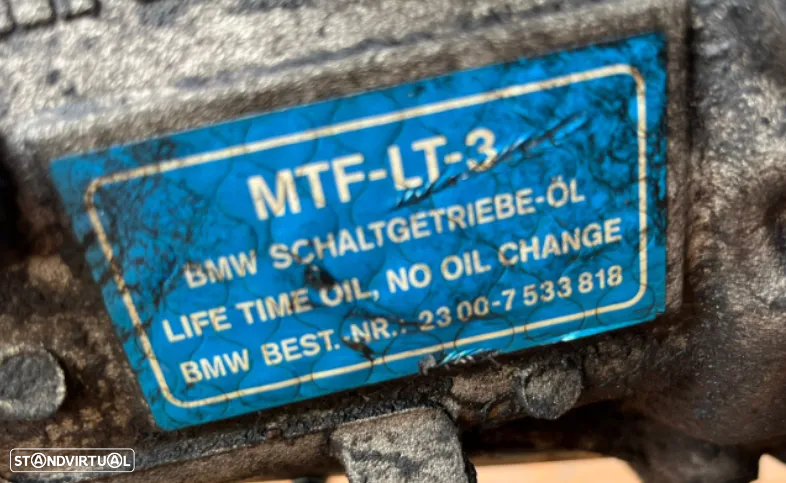 MTF-LT-3
BMW SCHALTGETRIEBE-ÖL
LIFE TIME OIL, NO OIL CHANGE
BMW BEST.-NR.: 23 00-7 533 818
STANDVIRTUAL